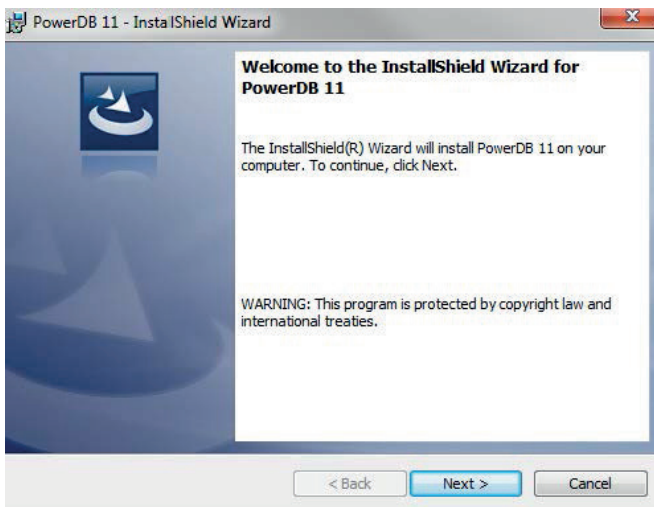 PowerDB 11 - InstallShield Wizard
X
Welcome to the InstallShield Wizard for
PowerDB 11
The InstallShield(R) Wizard will install PowerDB 11 on your
computer. To continue, click Next.
WARNING: This program is protected by copyright law and
international treaties.
< Back
Next >
Cancel